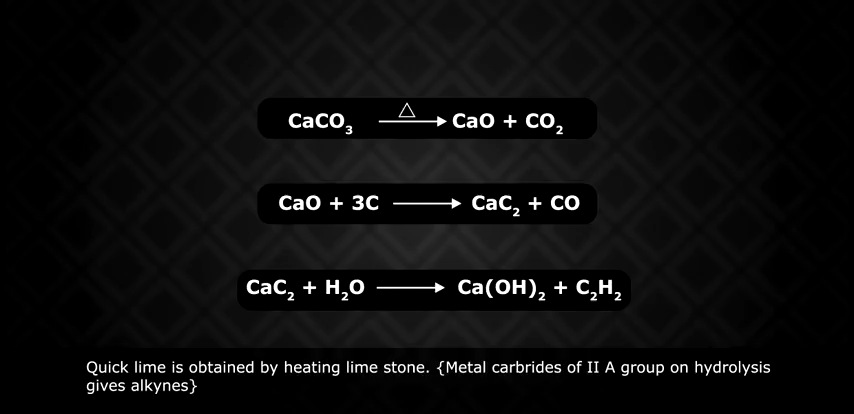 CaCO₃ △⟶ CaO + CO₂
CaO + 3C ⟶ CaC₂ + CO
CaC₂ + H₂O ⟶ Ca(OH)₂ + C₂H₂
Quick lime is obtained by heating lime stone. {Metal carbrides of II A group on hydrolysis
gives alkynes}